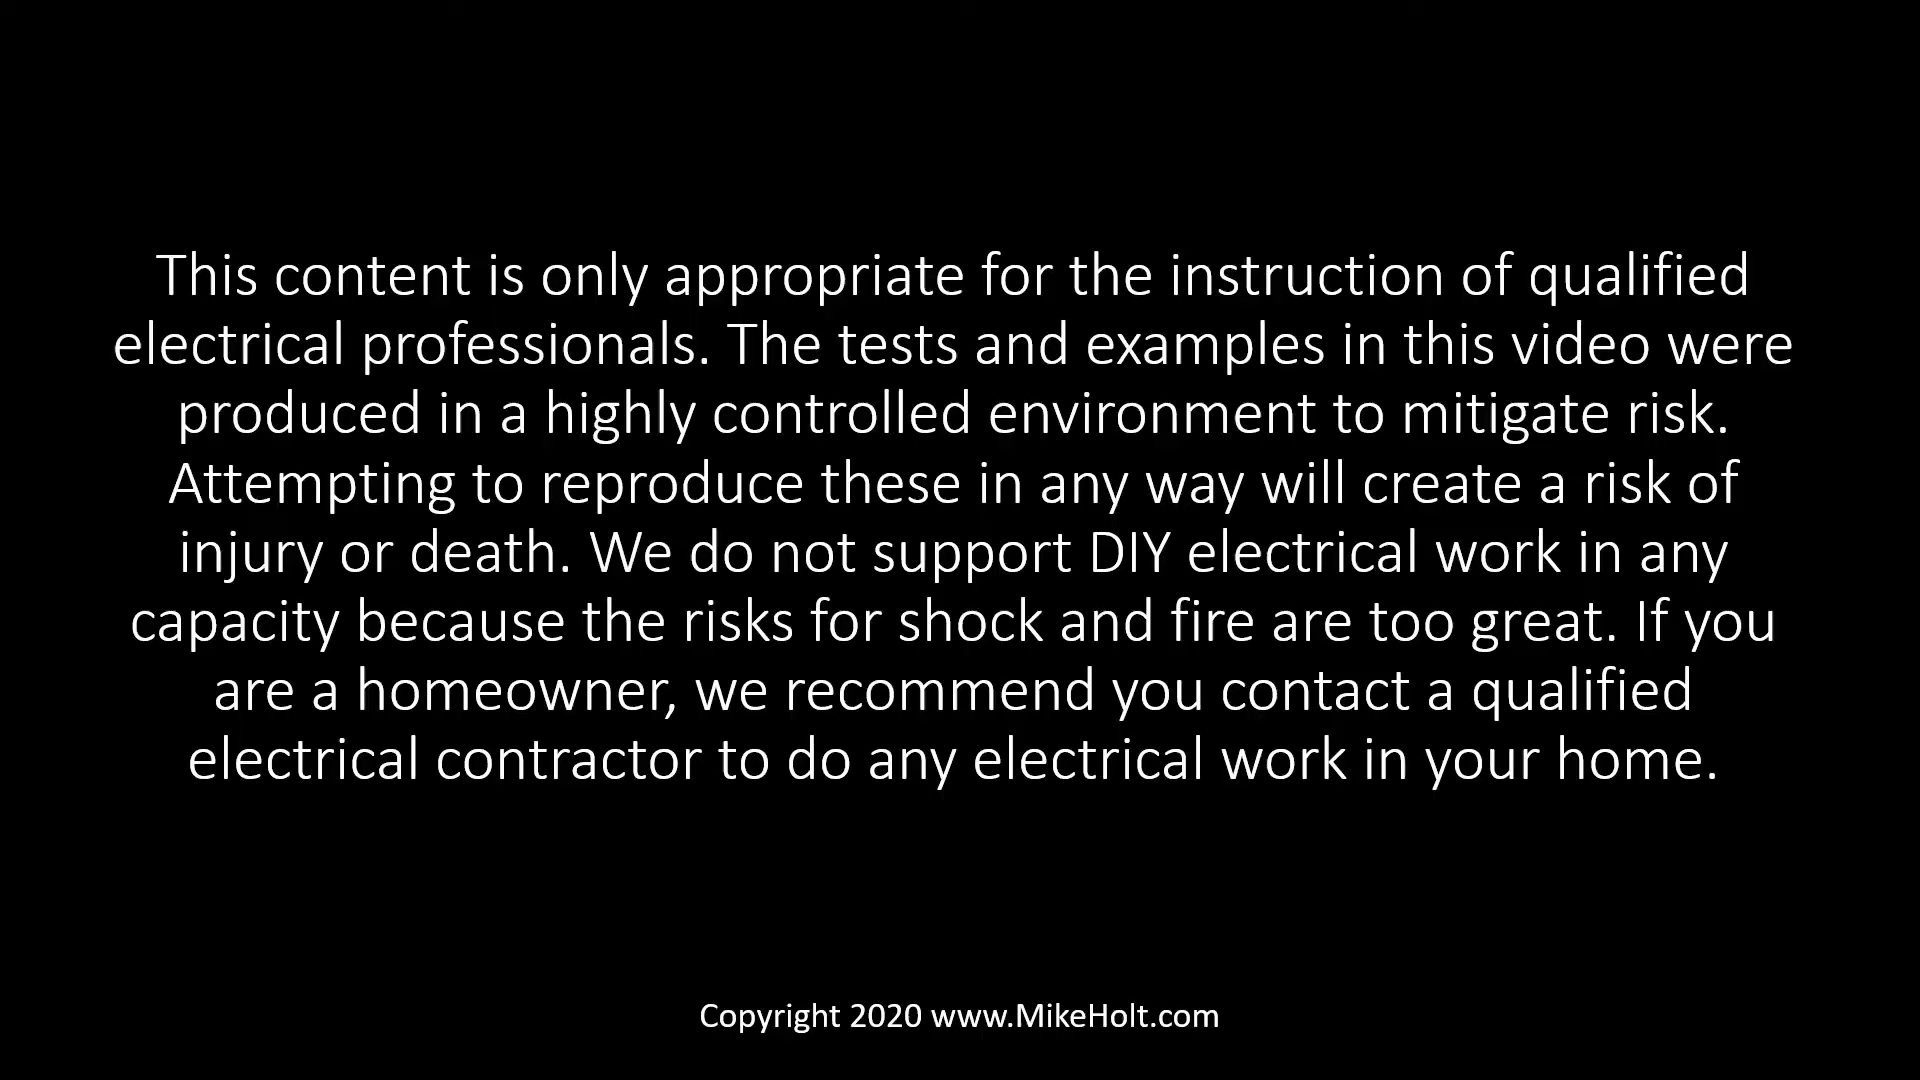 This content is only appropriate for the instruction of qualified
electrical professionals. The tests and examples in this video were
produced in a highly controlled environment to mitigate risk.
Attempting to reproduce these in any way will create a risk of
injury or death. We do not support DIY electrical work in any
capacity because the risks for shock and fire are too great. If you
are a homeowner, we recommend you contact a qualified
electrical contractor to do any electrical work in your home.
Copyright 2020 www.MikeHolt.com